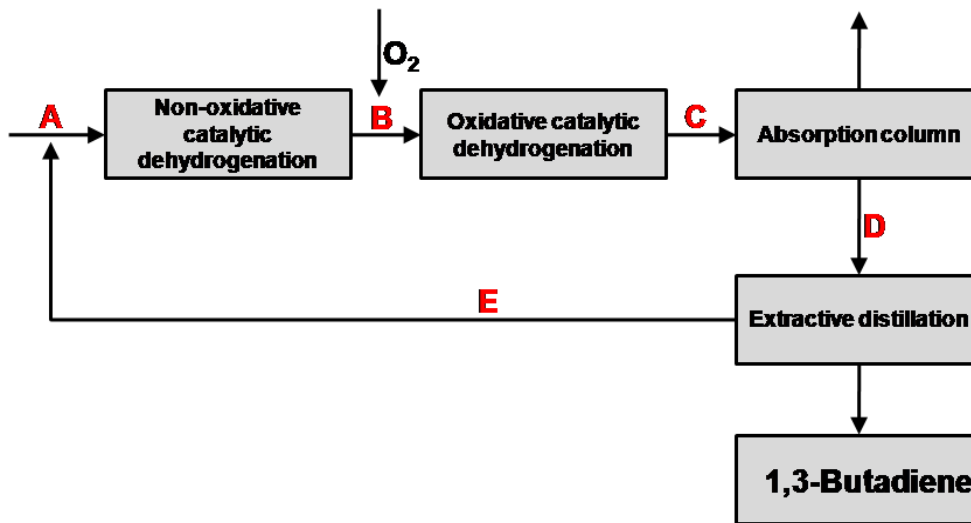 O₂
A
Non-oxidative
catalytic
dehydrogenation
B
Oxidative catalytic
dehydrogenation
C
Absorption column
D
E
Extractive distillation
1,3-Butadiene